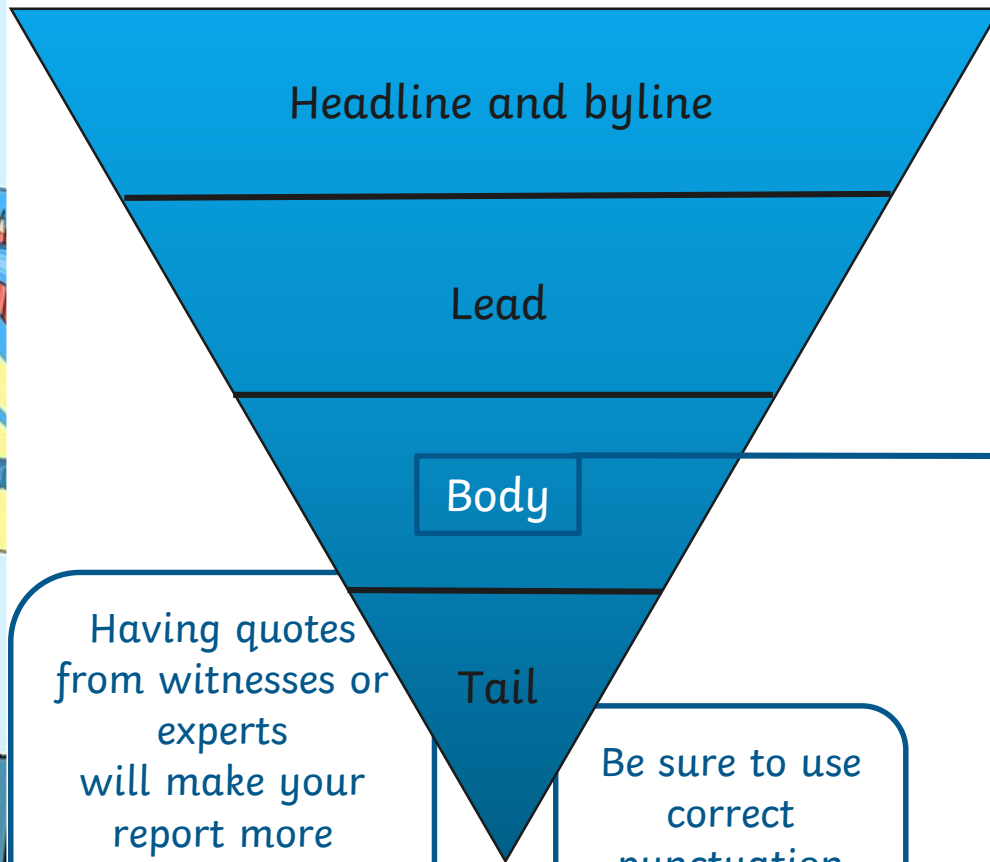 Headline and byline
Lead
Body
Tail
Having quotes
from witnesses or
experts
will make your
report more
Be sure to use
correct
punctuation